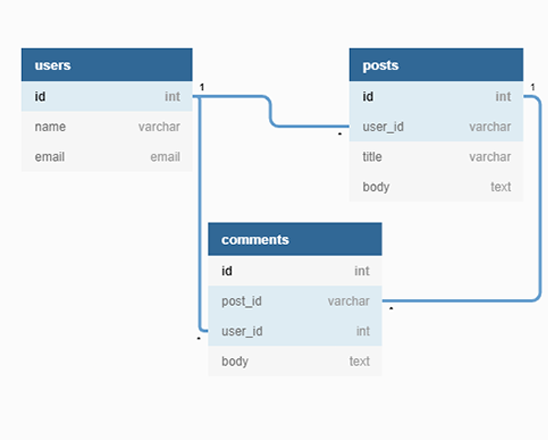 users
id int
name varchar
email email
1
posts
id int
user_id varchar
title varchar
body text
1
*
comments
id int
post_id varchar
user_id int
body text
*
*